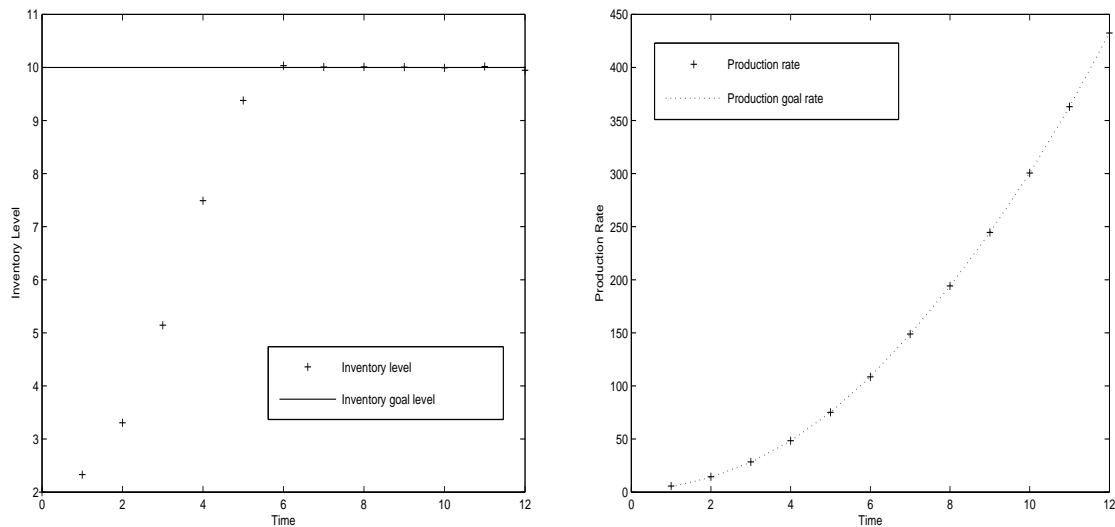 11
10
9
8
7
6
5
4
3
2
Inventory Level
Inventory level
Inventory goal level
0 2 4 6 8 10 12
Time
450
400
350
300
250
200
150
100
50
0
Production Rate
Production rate
Production goal rate
0 2 4 6 8 10 12
Time